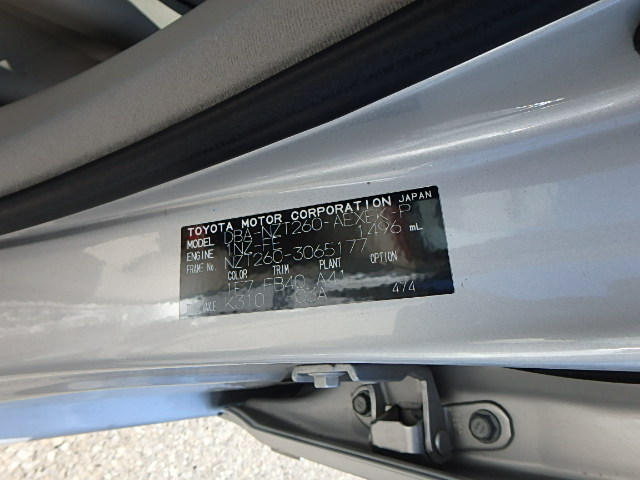 TOYOTA MOTOR CORPORATION JAPAN
MODEL DBA-NZT260-AEXEK-P
ENGINE 1NZ-FE 1496 mL
FRAME No. NZT260-3065177
COLOR TRIM PLANT OPTION
1F7 FB40 A41
K310 474